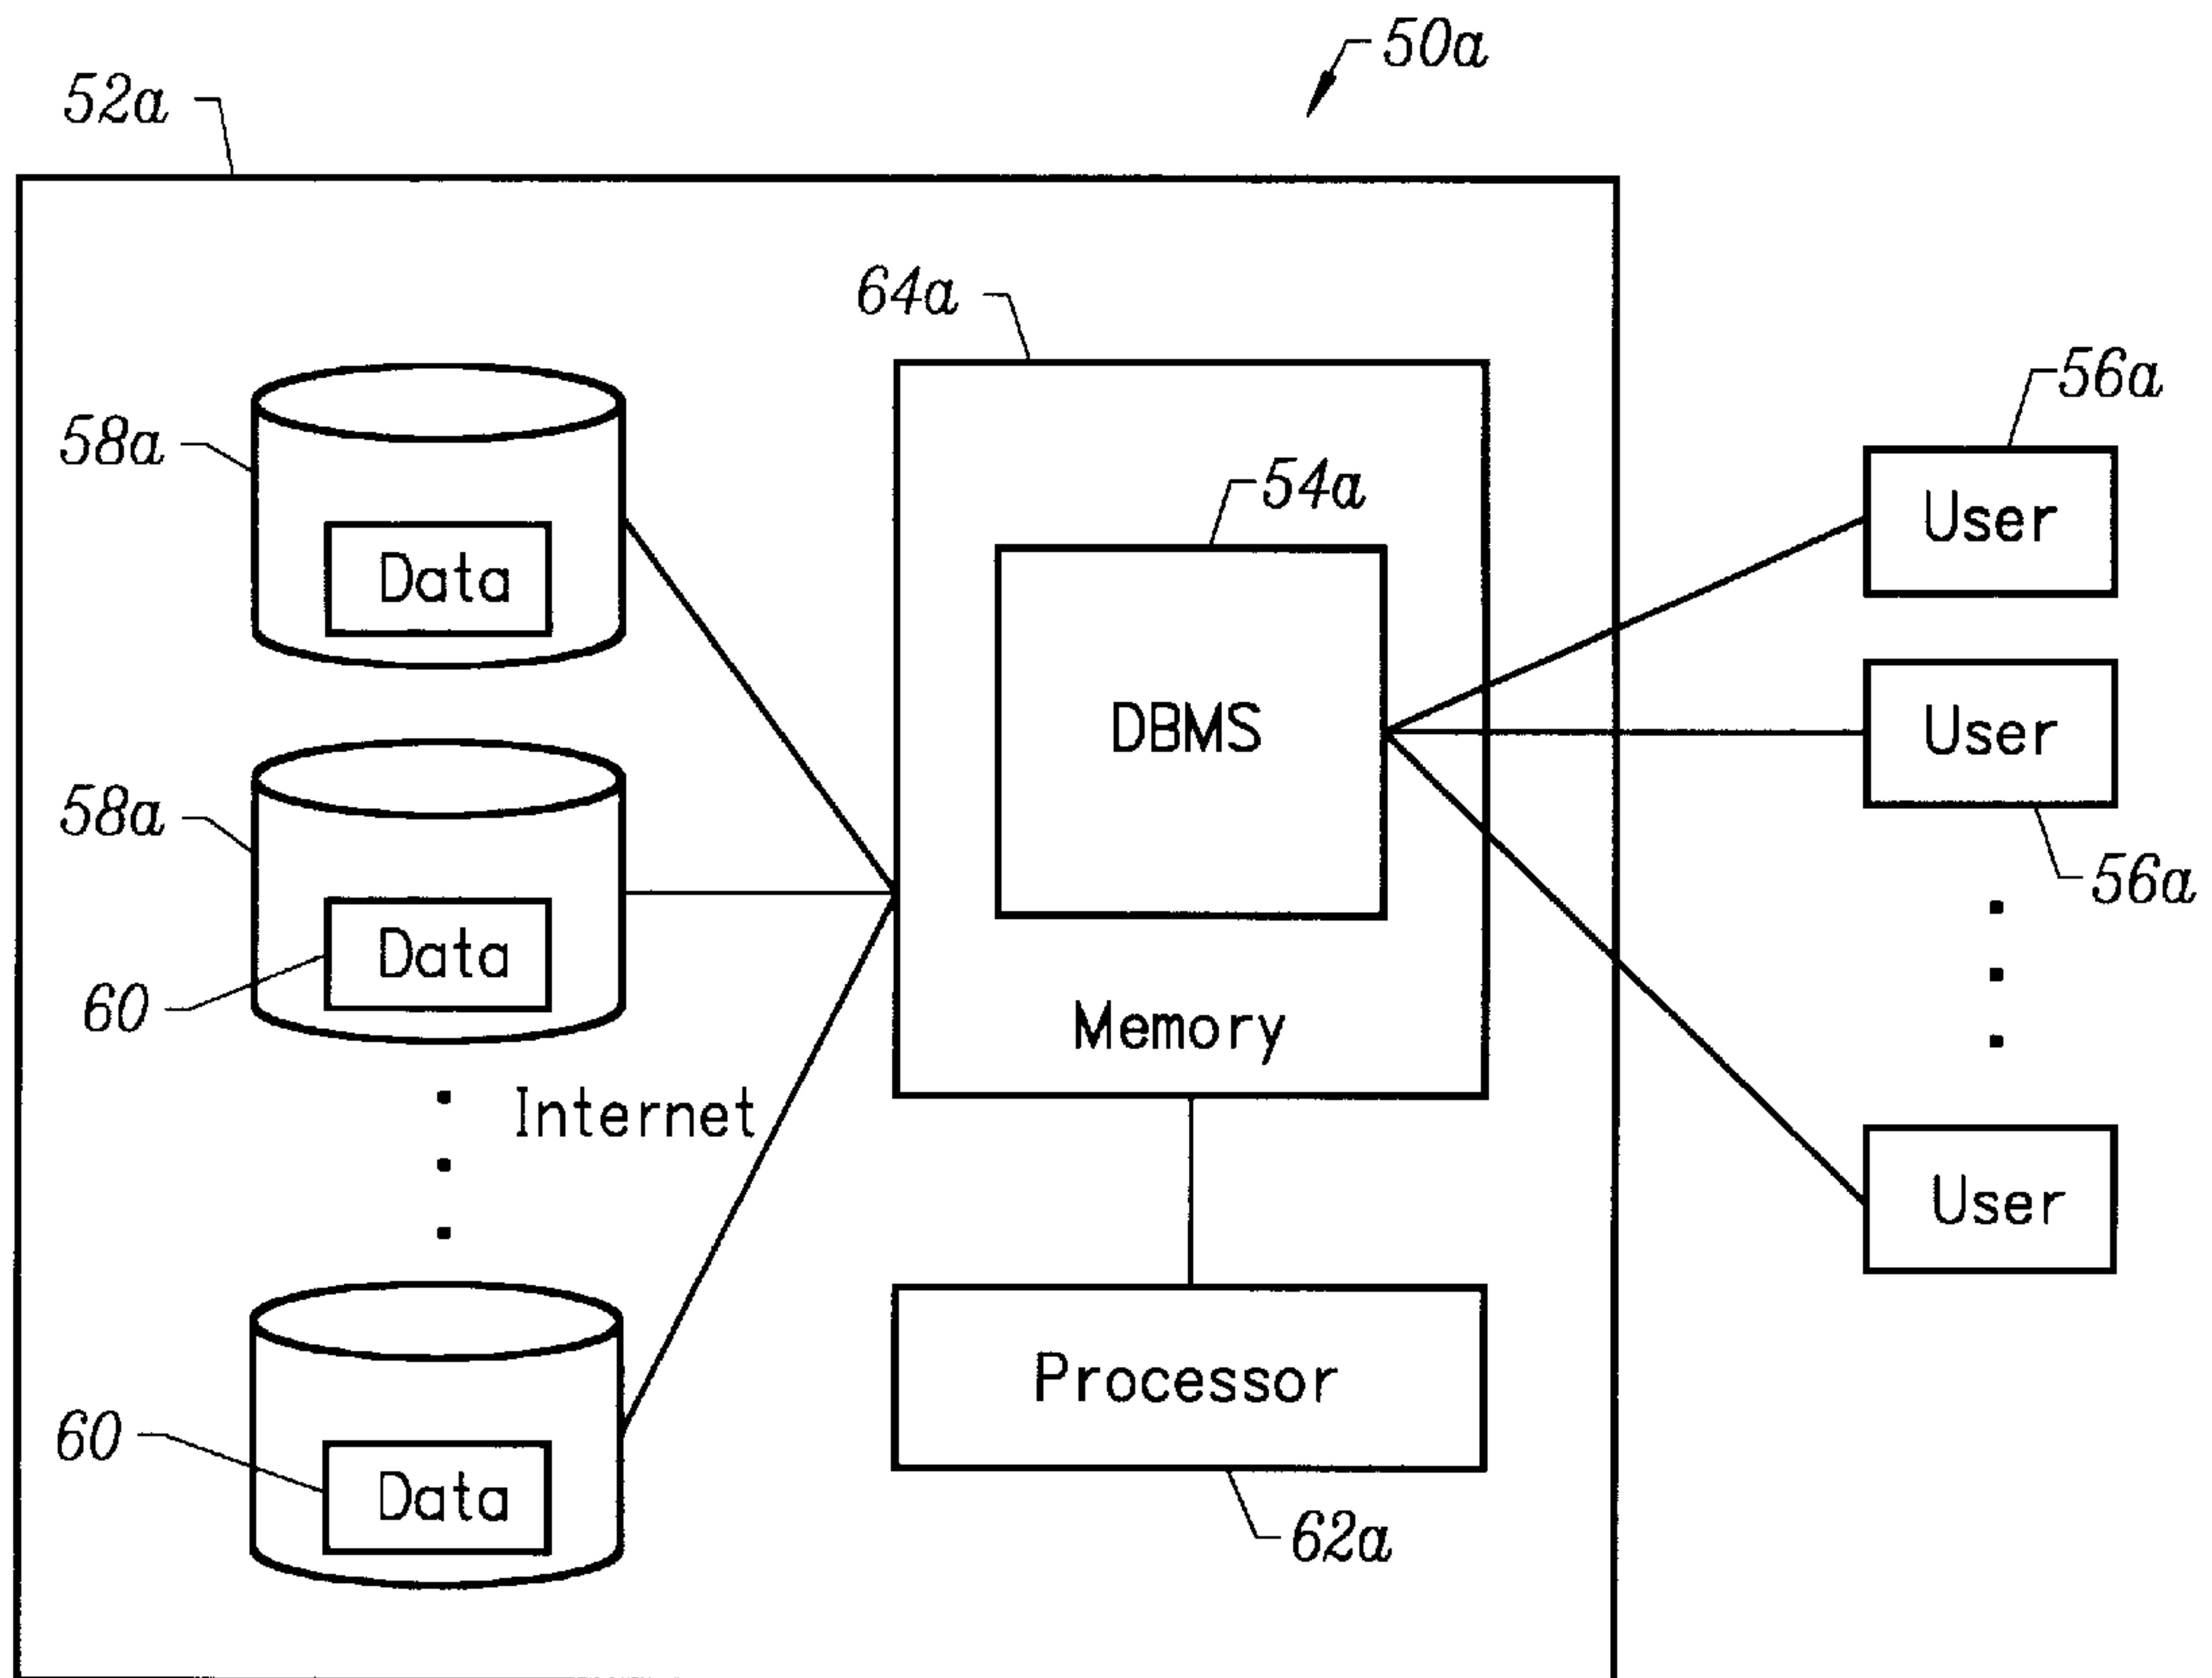 50a
52a
64a
56a
58a
54a
User
Data
DBMS
User
58a
56a
Data
60
Memory
Internet
User
Processor
60
Data
62a